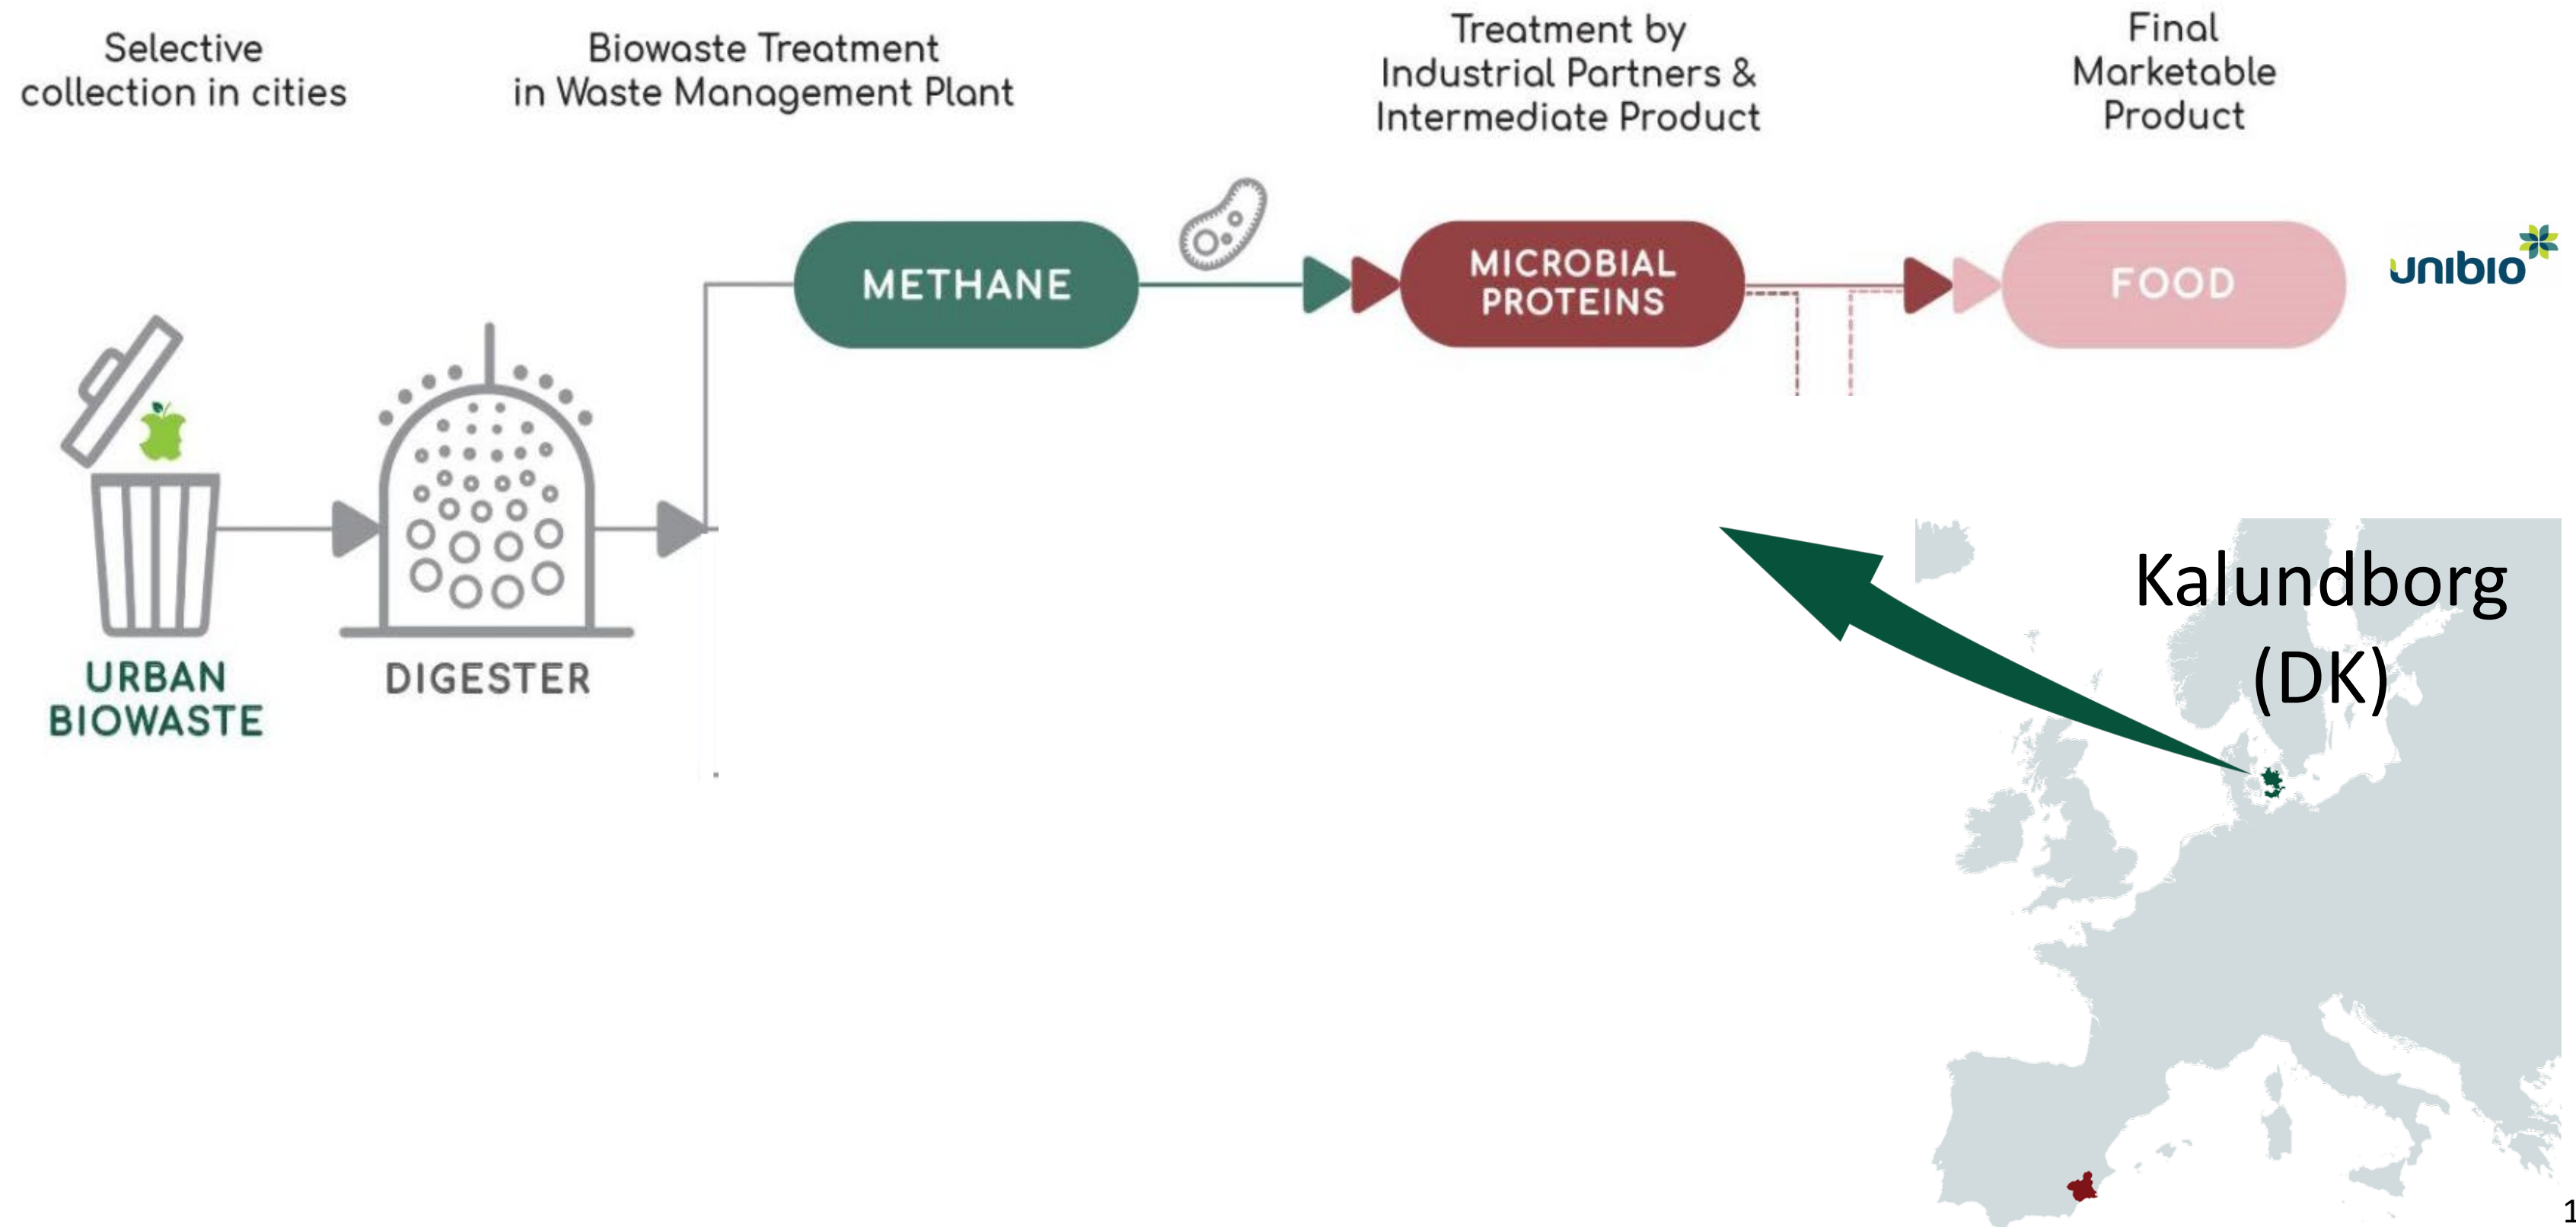 Selective
collection in cities
Biowaste Treatment
in Waste Management Plant
Treatment by
Industrial Partners &
Intermediate Product
Final
Marketable
Product
METHANE
MICROBIAL
PROTEINS
FOOD
unibio
URBAN
BIOWASTE
DIGESTER
Kalundborg
(DK)
1